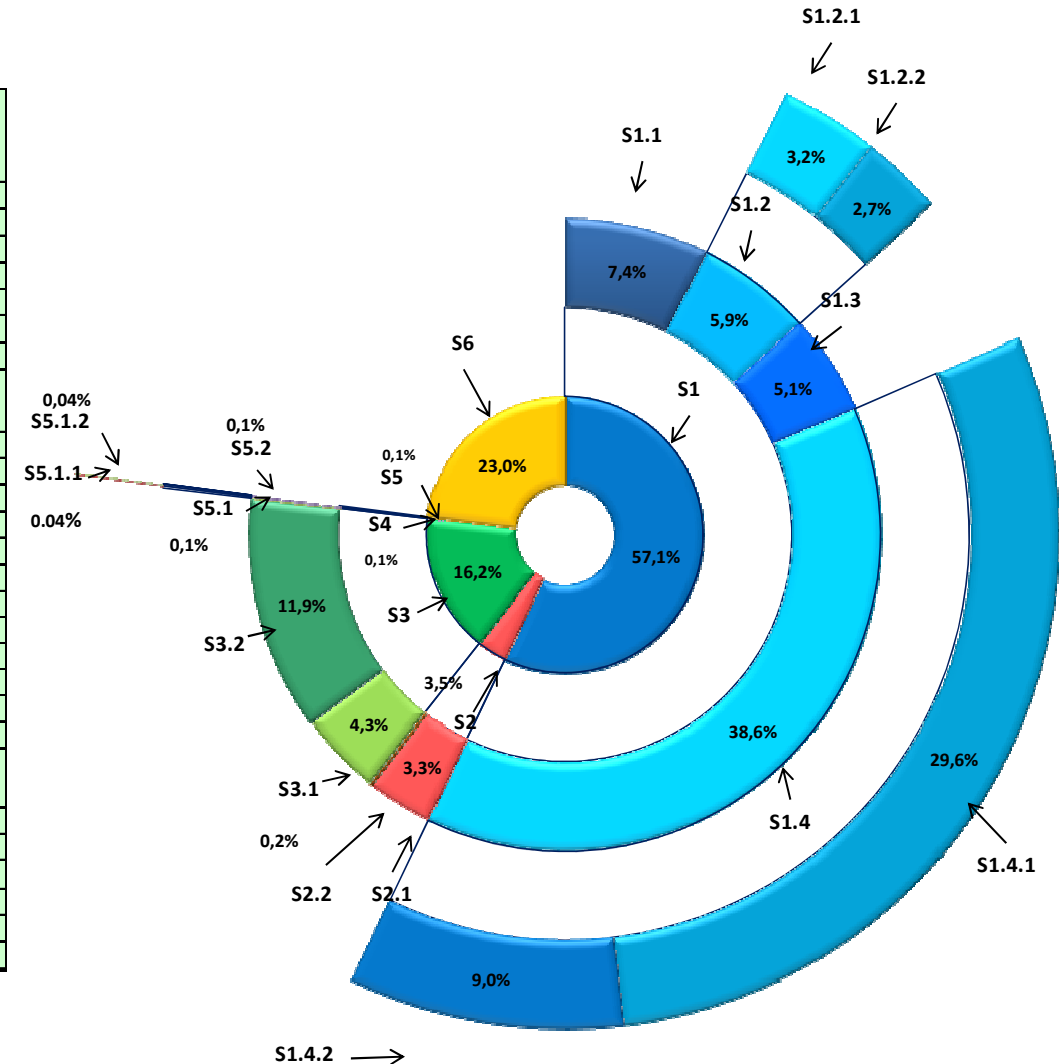 S1.2.1
S1.2.2
S1.1
3,2%
2,7%
S1.2
7,4%
S1.3
5,9%
S6
5,1%
S1
0,04%
S5.1.2
0,1%
S5.2
0,1%
S5
23,0%
S5.1.1
S5.1
S4
0.04%
0,1%
0,1%
57,1%
16,2%
11,9%
S3
S3.2
3,5%
S2
4,3%
38,6%
3,3%
29,6%
S3.1
S1.4
0,2%
S1.4.1
S2.2
S2.1
9,0%
S1.4.2